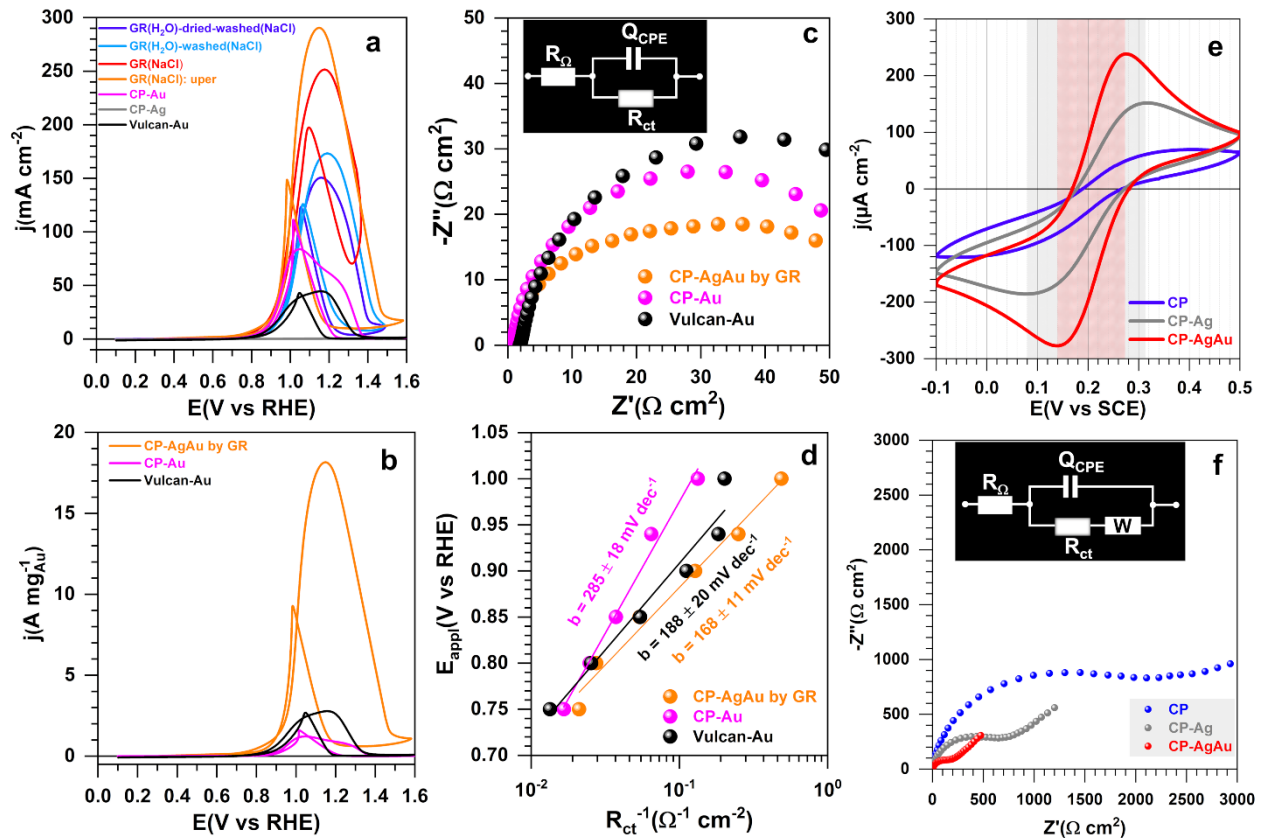 a
GR(H₂O)-dried-washed(NaCl)
GR(H₂O)-washed(NaCl)
GR(NaCl)
GR(NaCl): uper
CP-Au
CP-Ag
Vulcan-Au
j(mA cm⁻²)
300
250
200
150
100
50
0
0.0 0.2 0.4 0.6 0.8 1.0 1.2 1.4 1.6
E(V vs RHE)
c
R_Ω
Q_CPE
R_ct
-Z''(Ω cm²)
50
40
30
20
10
0
CP-AgAu by GR
CP-Au
Vulcan-Au
0 10 20 30 40 50
Z'(Ω cm²)
e
j(µA cm⁻²)
300
200
100
0
-100
-200
-300
CP
CP-Ag
CP-AgAu
-0.1 0.0 0.1 0.2 0.3 0.4 0.5
E(V vs SCE)
b
CP-AgAu by GR
CP-Au
Vulcan-Au
j(A mg⁻¹_Au)
20
15
10
5
0
0.0 0.2 0.4 0.6 0.8 1.0 1.2 1.4 1.6
E(V vs RHE)
d
E_appl(V vs RHE)
1.05
1.00
0.95
0.90
0.85
0.80
0.75
0.70
b = 285 ± 18 mV dec⁻¹
b = 188 ± 20 mV dec⁻¹
b = 168 ± 11 mV dec⁻¹
CP-AgAu by GR
CP-Au
Vulcan-Au
10⁻² 10⁻¹ 10⁰
R_ct⁻¹(Ω⁻¹ cm⁻²)
f
R_Ω
Q_CPE
R_ct
W
-Z''(Ω cm²)
3000
2500
2000
1500
1000
500
0
CP
CP-Ag
CP-AgAu
0 500 1000 1500 2000 2500 3000
Z'(Ω cm²)